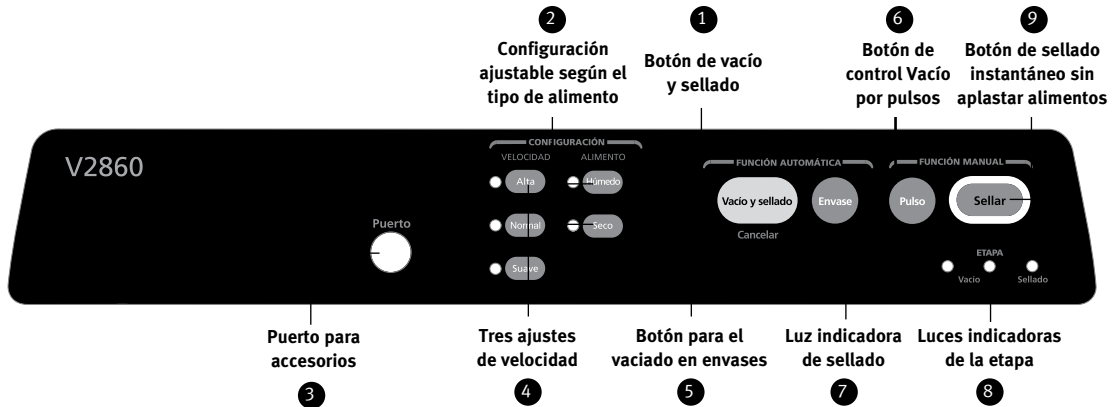 2
Configuración
ajustable según el
tipo de alimento
1
Botón de vacío
y sellado
6
Botón de
control Vacío
por pulsos
9
Botón de sellado
instantáneo sin
aplastar alimentos
V2860
Puerto
CONFIGURACIÓN
VELOCIDAD ALIMENTO
Alta Húmedo
Normal Seco
Suave
FUNCIÓN AUTOMÁTICA
Vacío y sellado Envase
Cancelar
FUNCIÓN MANUAL
Pulso Sellar
ETAPA
Vacío Sellado
Puerto para
accesorios
3
Tres ajustes
de velocidad
4
Botón para el
vaciado en envases
5
Luz indicadora
de sellado
7
Luces indicadoras
de la etapa
8